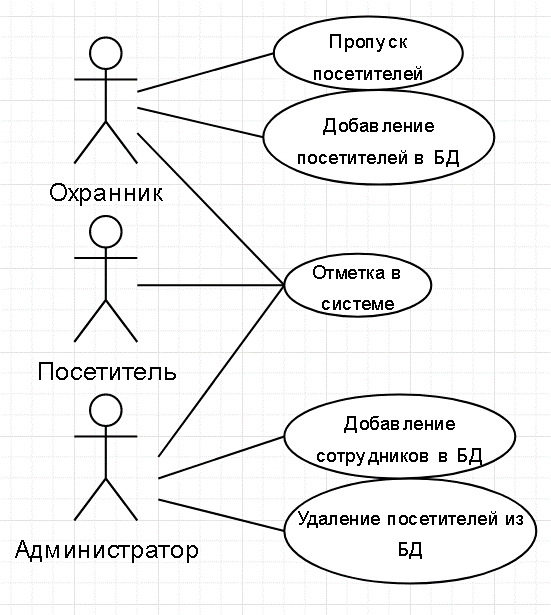 Пропуск
посетителей
Добавление
посетителей в БД
Охранник
Отметка в
системе
Посетитель
Добавление
сотрудников в БД
Удаление посетителей из
БД
Администратор